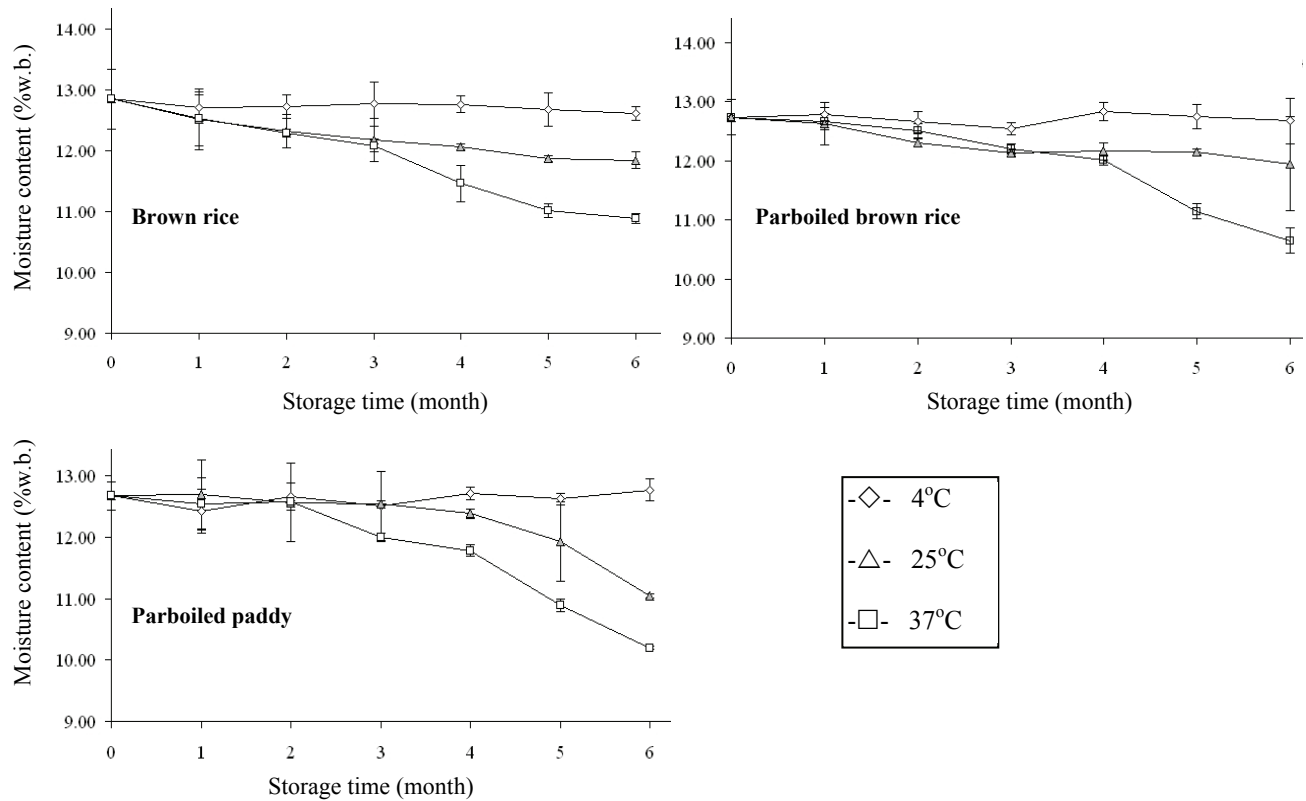 Moisture content (%w.b.)
14.00
13.00
12.00
11.00
10.00
9.00
Brown rice
0 1 2 3 4 5 6
Storage time (month)
14.00
13.00
12.00
11.00
10.00
9.00
Parboiled brown rice
0 1 2 3 4 5 6
Storage time (month)
Moisture content (%w.b.)
13.00
12.00
11.00
10.00
9.00
Parboiled paddy
0 1 2 3 4 5 6
Storage time (month)
4°C
25°C
37°C